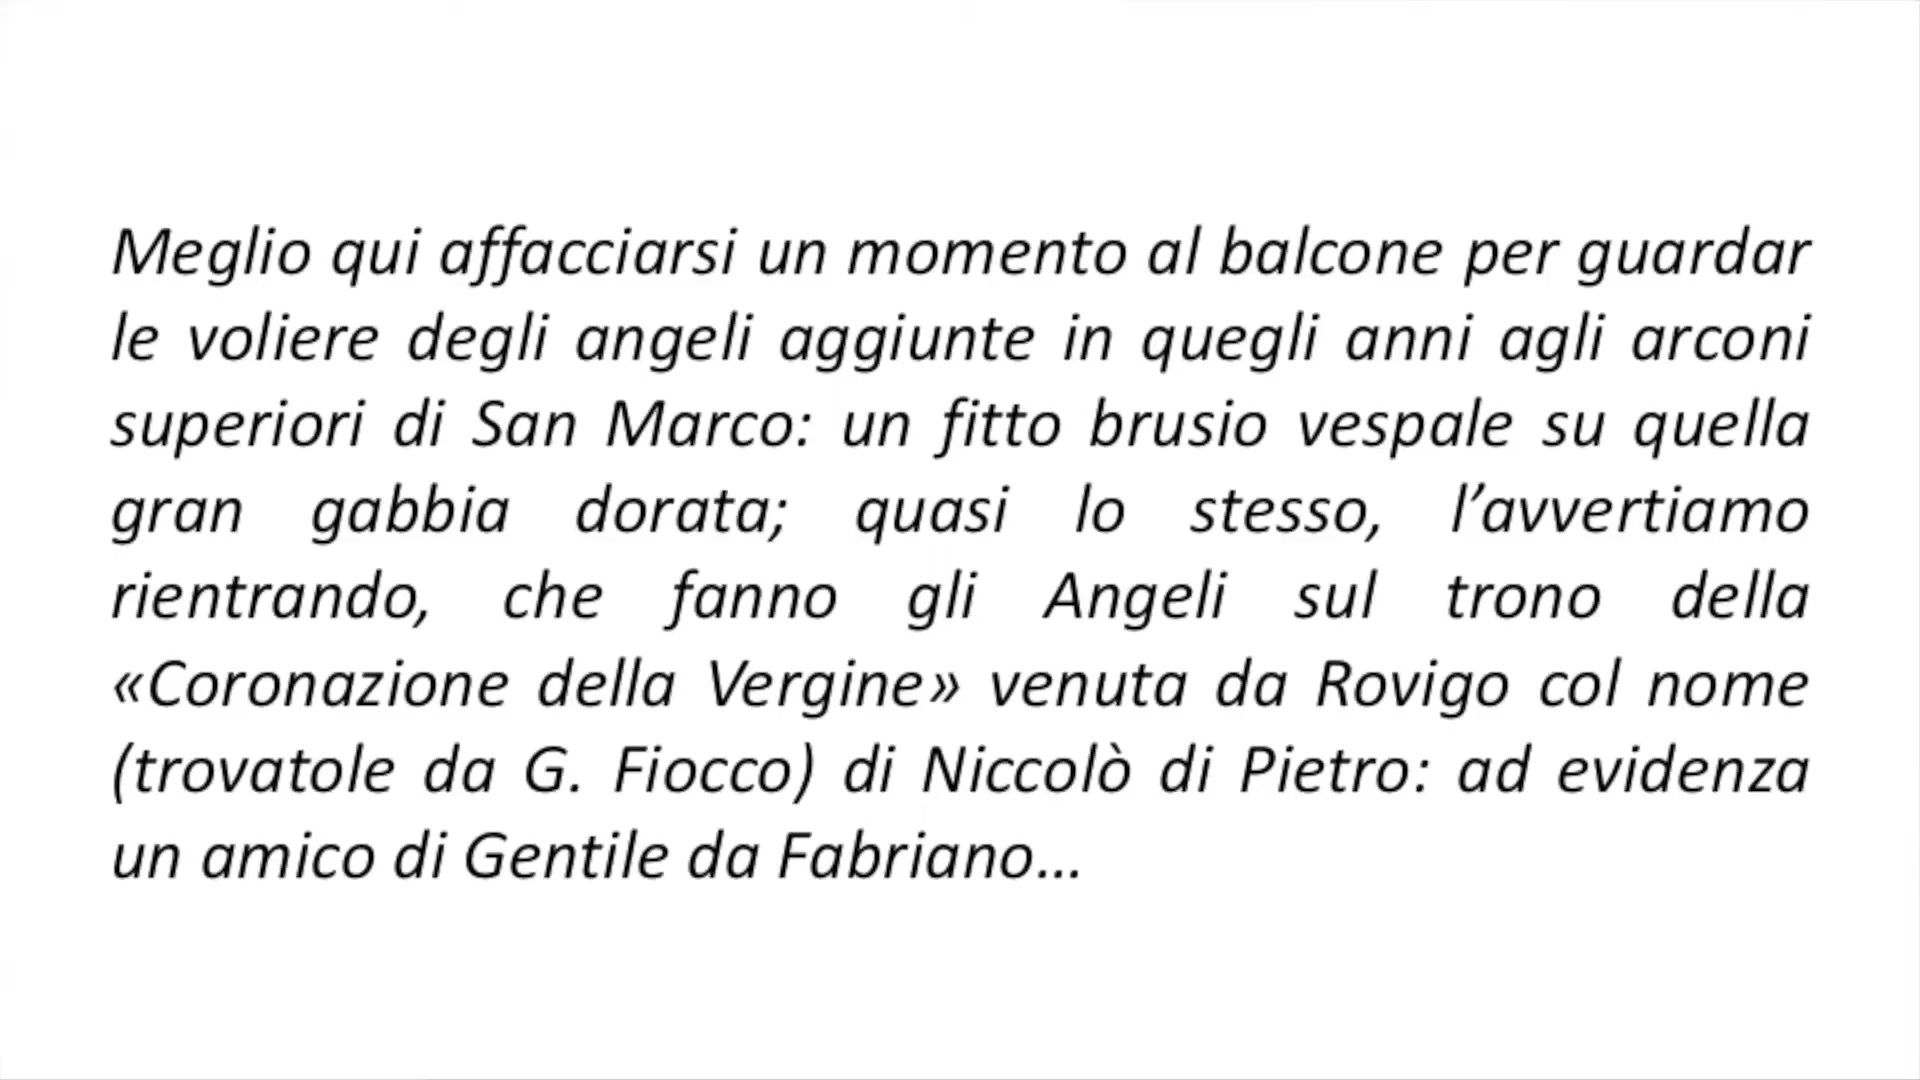 Meglio qui affacciarsi un momento al balcone per guardar
le voliere degli angeli aggiunte in quegli anni agli arconi
superiori di San Marco: un fitto brusio vespale su quella
gran gabbia dorata; quasi lo stesso, l’avvertiamo
rientrando, che fanno gli Angeli sul trono della
«Coronazione della Vergine» venuta da Rovigo col nome
(trovatole da G. Fiocco) di Niccolò di Pietro: ad evidenza
un amico di Gentile da Fabriano…